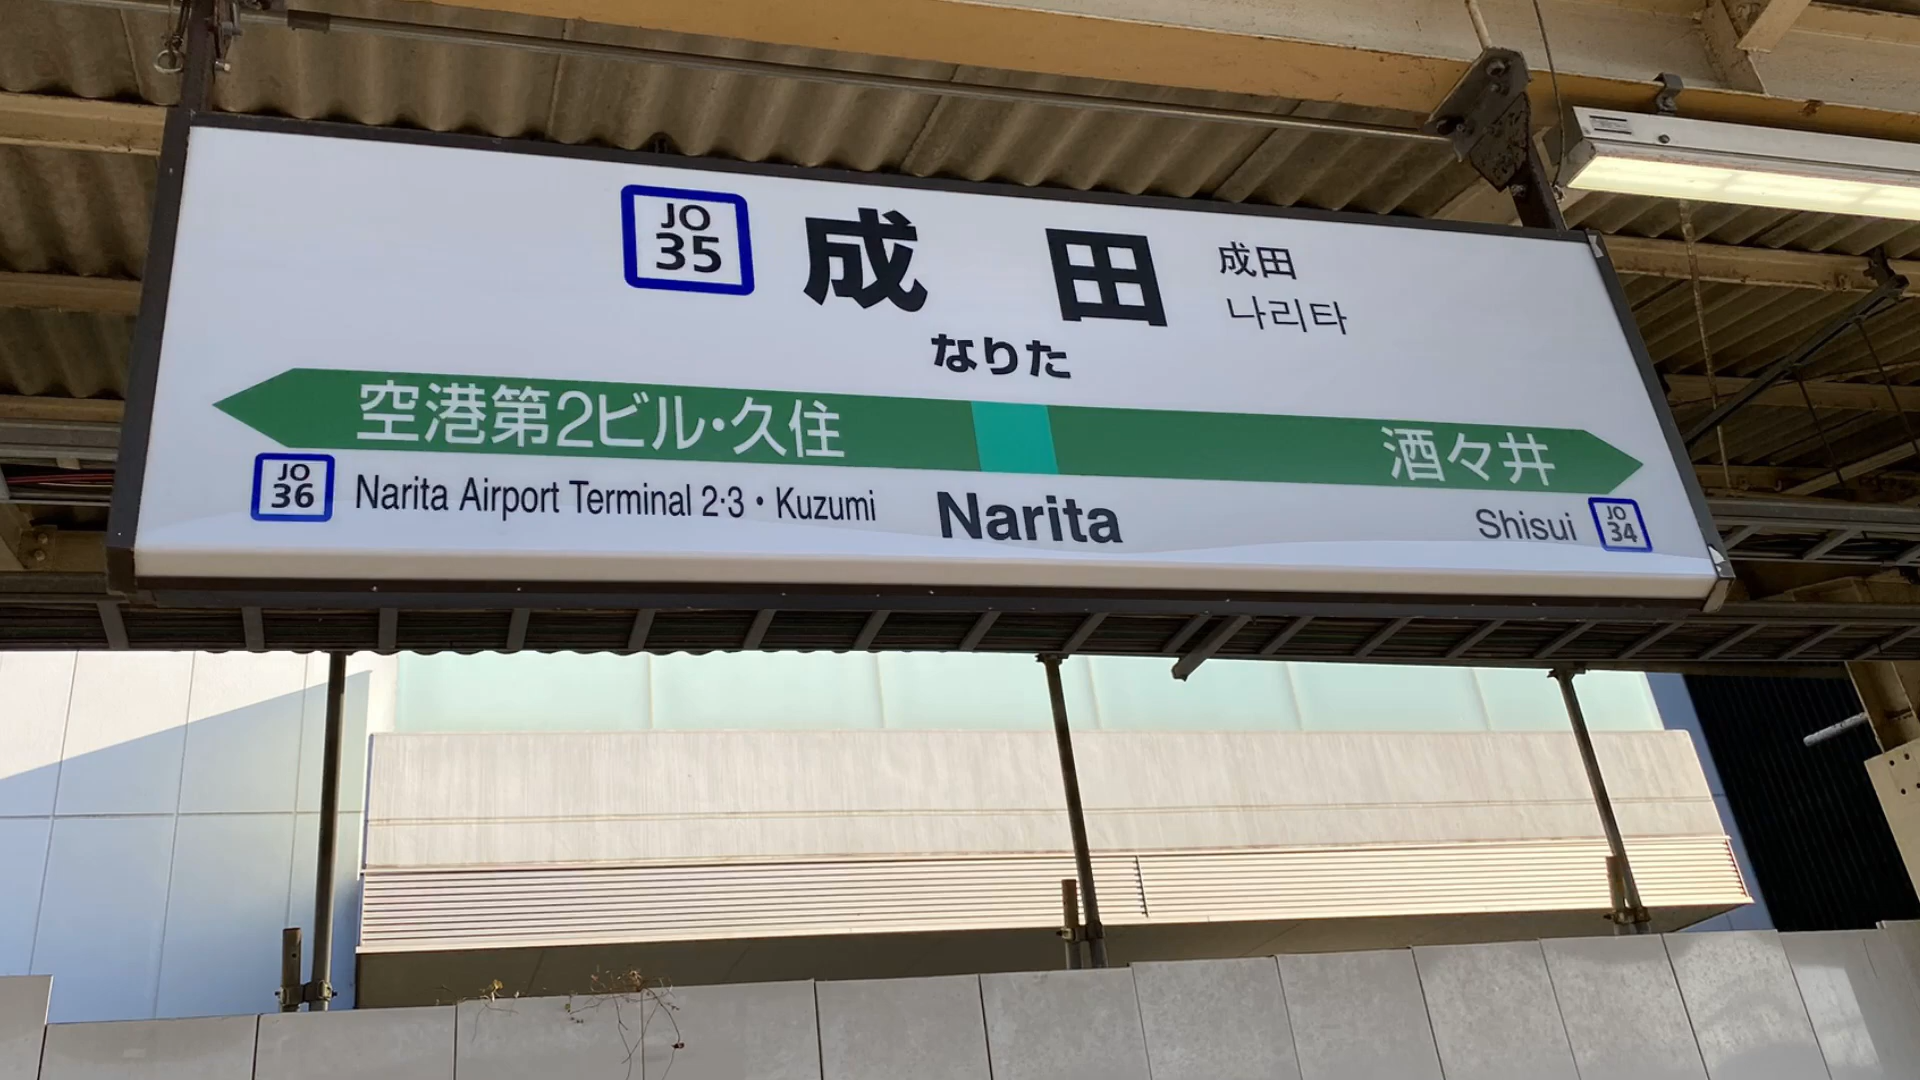 JO
35
成田
成田
나리타
なりた
空港第2ビル・久住
酒々井
JO
36
Narita Airport Terminal 2·3・Kuzumi
Narita
Shisui
JO
34